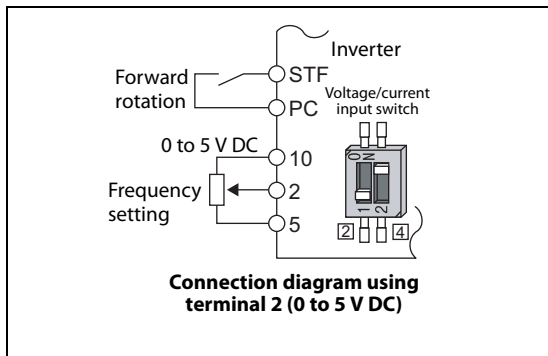 Inverter
Forward
rotation
STF
PC
Voltage/current
input switch
0 to 5 V DC
10
Frequency
setting
2
5
ON
1 2
2
4
Connection diagram using
terminal 2 (0 to 5 V DC)